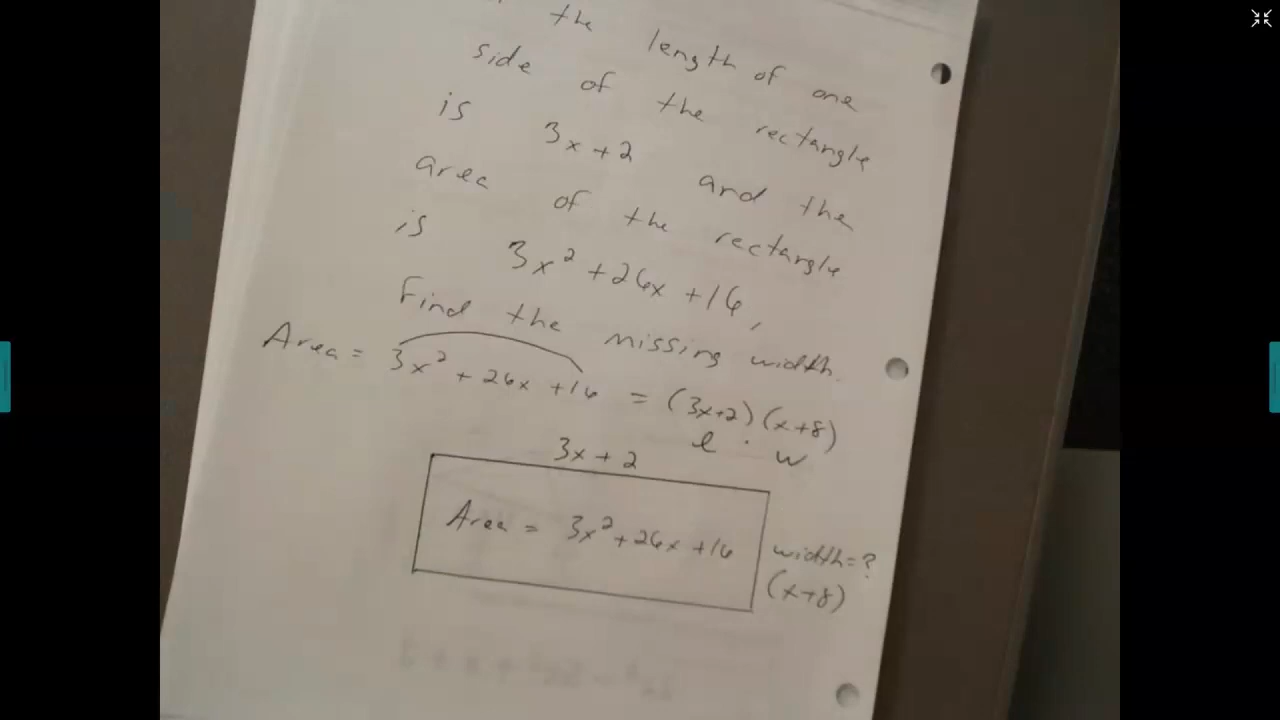 the length of one
side of the rectangle
is 3x+2 and the
area of the rectangle
is 3x² + 26x + 16,
Find the missing width.
Area = 3x² + 26x + 16 = (3x+2)(x+8)
l · w
3x + 2
Area = 3x² + 26x + 16
width = ?
(x+8)